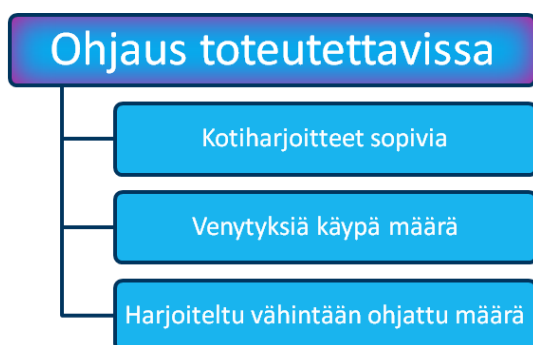 Ohjaus toteutettavissa
Kotiharjoitteet sopivia
Venytyksiä käypä määrä
Harjoiteltu vähintään ohjattu määrä